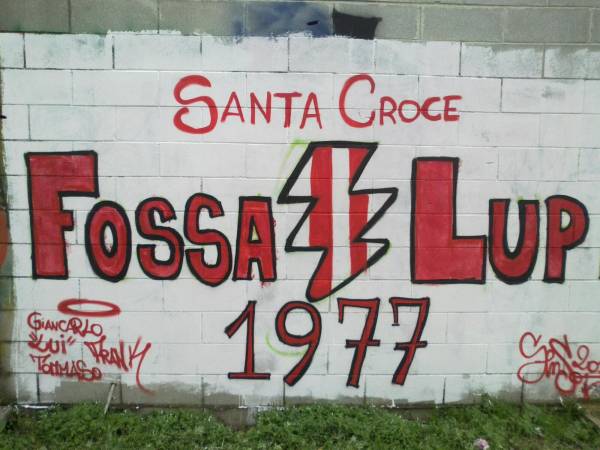 SANTA CROCE
FOSSA LUP
1977
GIANCARLO
"LUI" FRANK
TOMMASO